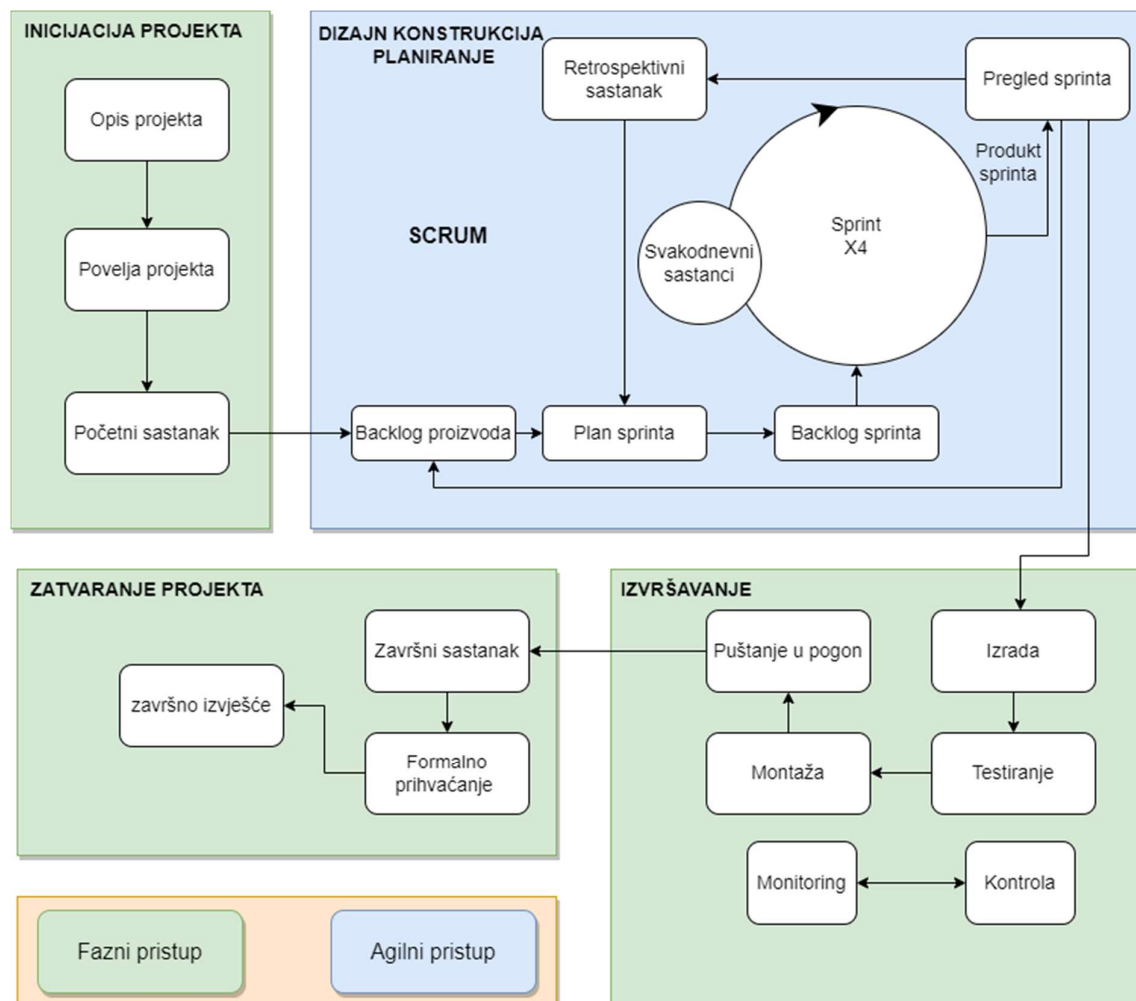 INICIJACIJA PROJEKTA
Opis projekta
Povelja projekta
Početni sastanak
DIZAJN KONSTRUKCIJA
PLANIRANJE
Retrospektivni
sastanak
Pregled sprinta
Produkt
sprinta
SCRUM
Svakodnevni
sastanci
Sprint
X4
Backlog proizvoda
Plan sprinta
Backlog sprinta
ZATVARANJE PROJEKTA
Završni sastanak
završno izvješće
Formalno
prihvaćanje
IZVRŠAVANJE
Puštanje u pogon
Izrada
Montaža
Testiranje
Monitoring
Kontrola
Fazni pristup
Agilni pristup